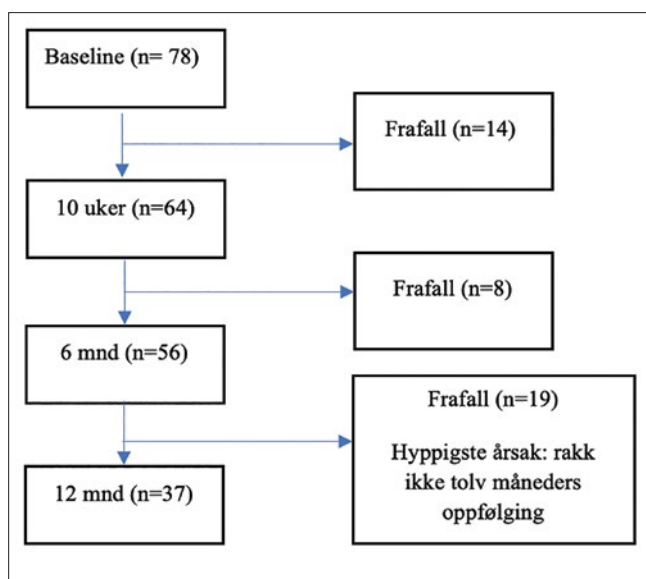 Baseline (n= 78)
Frafall (n=14)
10 uker (n=64)
Frafall (n=8)
6 mnd (n=56)
Frafall (n=19)
Hyppigste årsak: rakk
ikke tolv måneders
oppfølging
12 mnd (n=37)